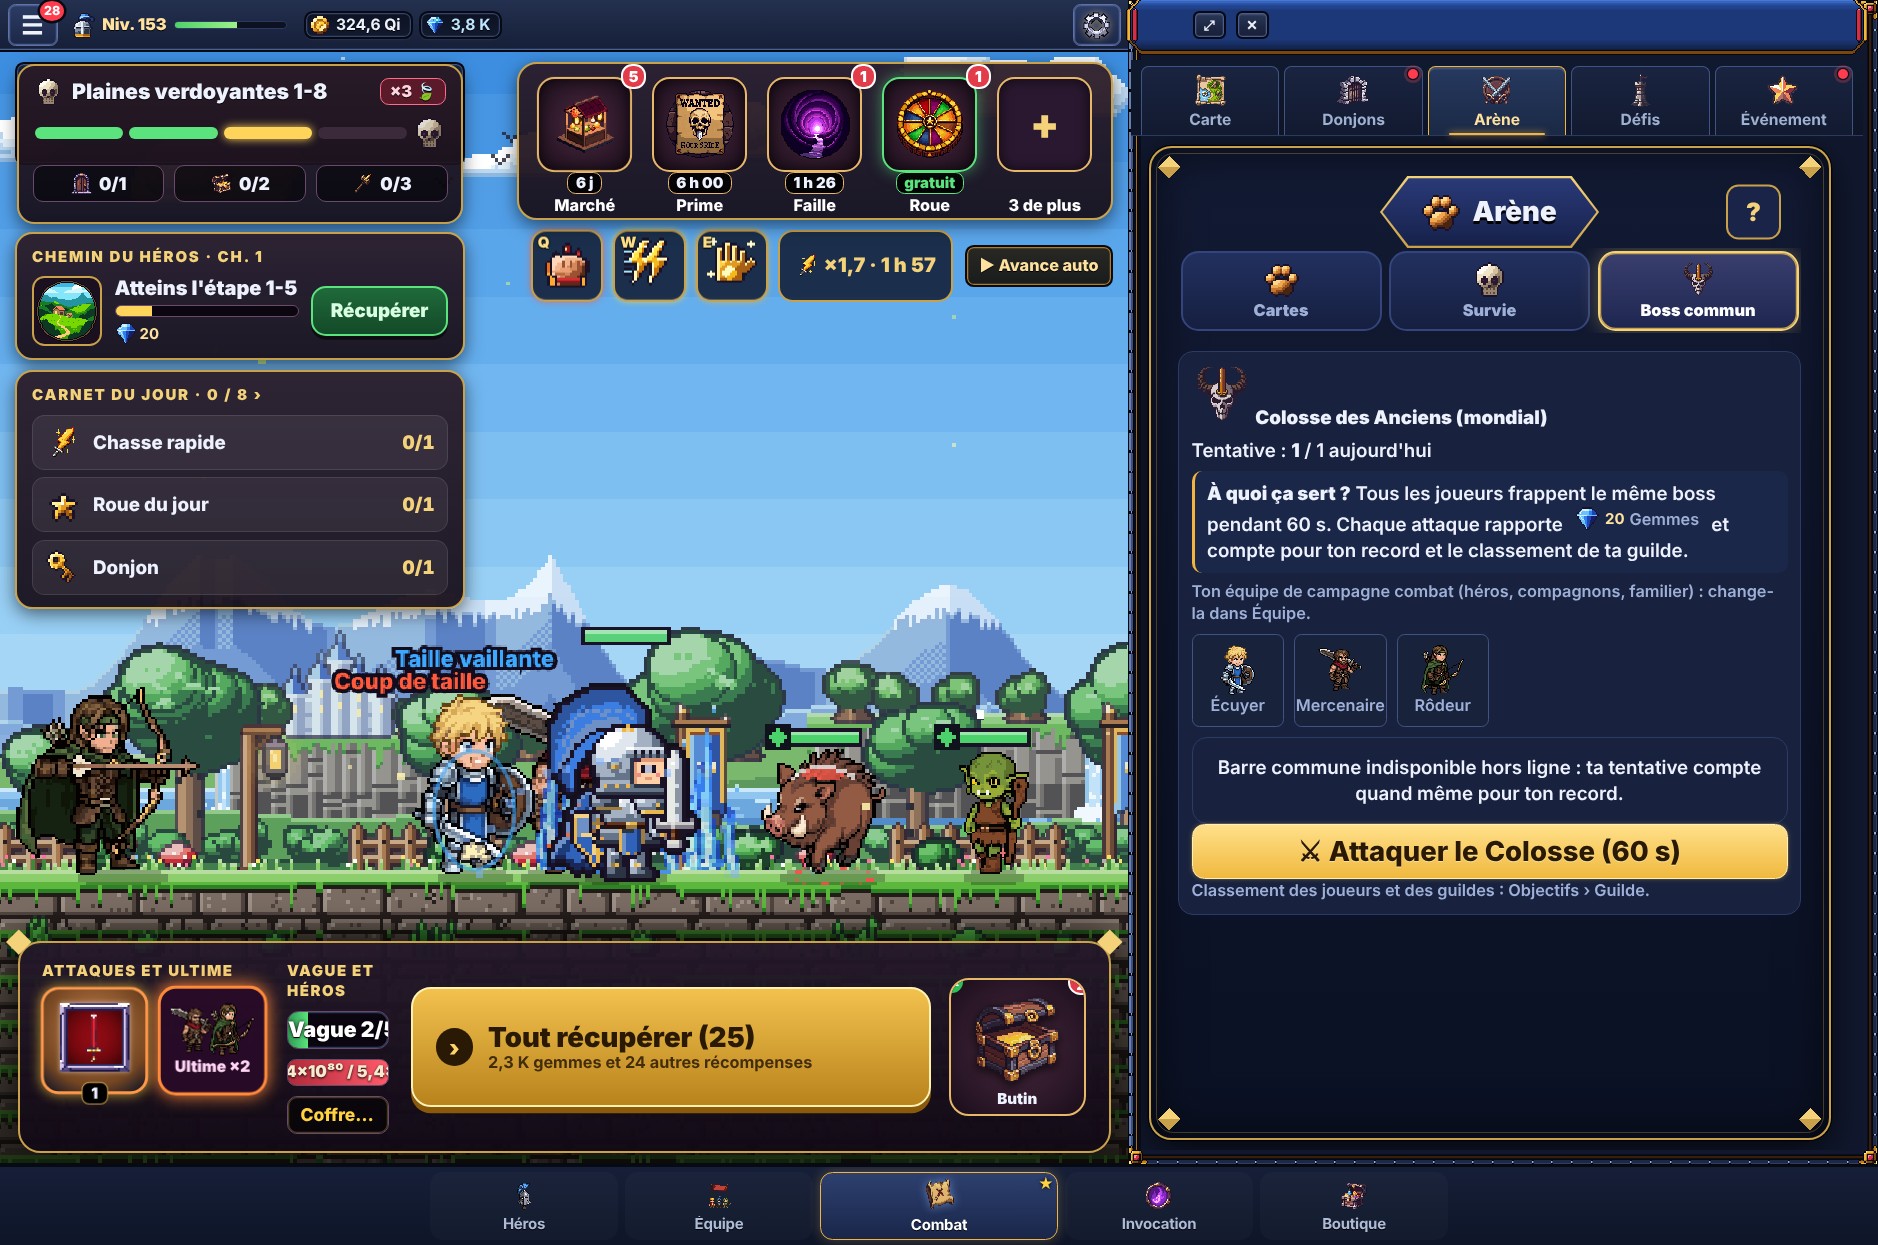 28
Niv. 153
324,6 Qi
3,8 K
Plaines verdoyantes 1-8
×3
0/1
0/2
0/3
CHEMIN DU HÉROS · CH. 1
Atteins l'étape 1-5
20
Récupérer
CARNET DU JOUR · 0 / 8 ›
Chasse rapide
0/1
Roue du jour
0/1
Donjon
0/1
5
6 j
Marché
WANTED
6 h 00
Prime
1
1 h 26
Faille
1
gratuit
Roue
+
3 de plus
Q
W
E
×1,7 · 1 h 57
▶ Avance auto
Taille vaillante
Coup de taille
ATTAQUES ET ULTIME
1
Ultime ×2
VAGUE ET
HÉROS
Vague 2/5
4×10⁸⁰ / 5,4
Coffre...
› Tout récupérer (25)
2,3 K gemmes et 24 autres récompenses
Butin
Héros
Équipe
Combat
Invocation
Boutique
Carte
Donjons
Arène
Défis
Événement
Arène
?
Cartes
Survie
Boss commun
Colosse des Anciens (mondial)
Tentative : 1 / 1 aujourd'hui
À quoi ça sert ? Tous les joueurs frappent le même boss
pendant 60 s. Chaque attaque rapporte 20 Gemmes et
compte pour ton record et le classement de ta guilde.
Ton équipe de campagne combat (héros, compagnons, familier) : change-
la dans Équipe.
Écuyer
Mercenaire
Rôdeur
Barre commune indisponible hors ligne : ta tentative compte
quand même pour ton record.
⚔ Attaquer le Colosse (60 s)
Classement des joueurs et des guildes : Objectifs › Guilde.